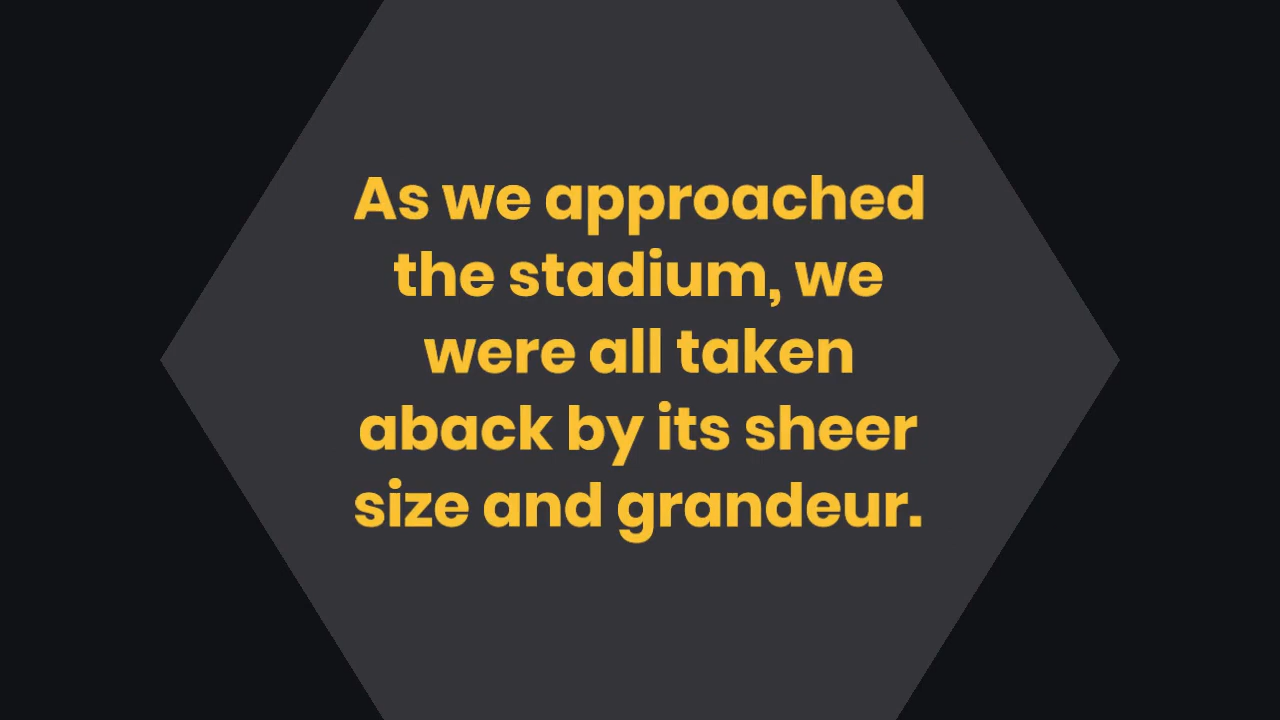 As we approached
the stadium, we
were all taken
aback by its sheer
size and grandeur.